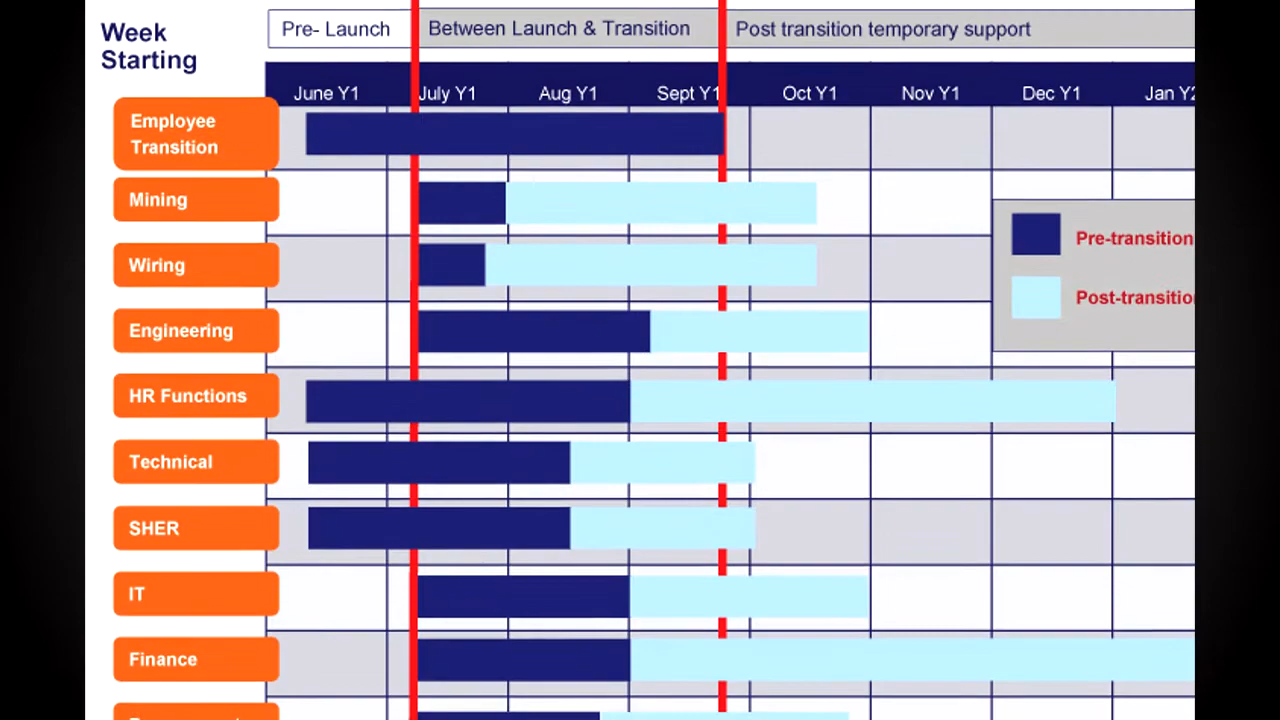 Week
Starting
Pre- Launch
Between Launch & Transition
Post transition temporary support
June Y1
July Y1
Aug Y1
Sept Y1
Oct Y1
Nov Y1
Dec Y1
Jan Y2
Employee
Transition
Mining
Wiring
Engineering
HR Functions
Technical
SHER
IT
Finance
Pre-transition
Post-transition